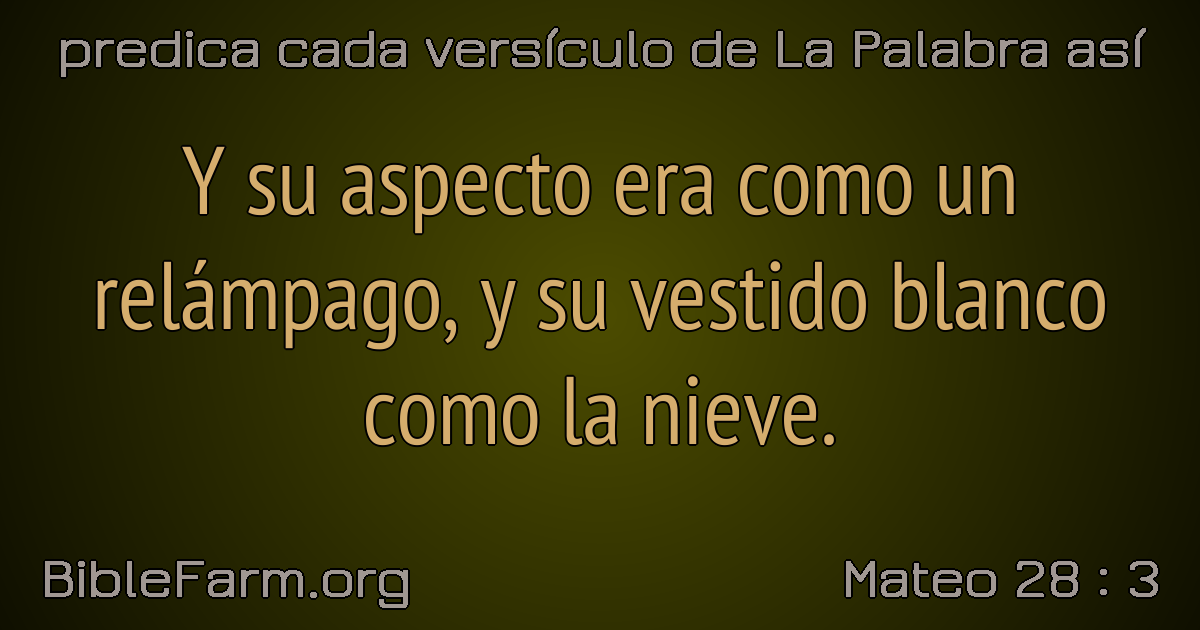 predica cada versículo de La Palabra así
Y su aspecto era como un
relámpago, y su vestido blanco
como la nieve.
BibleFarm.org
Mateo 28 : 3